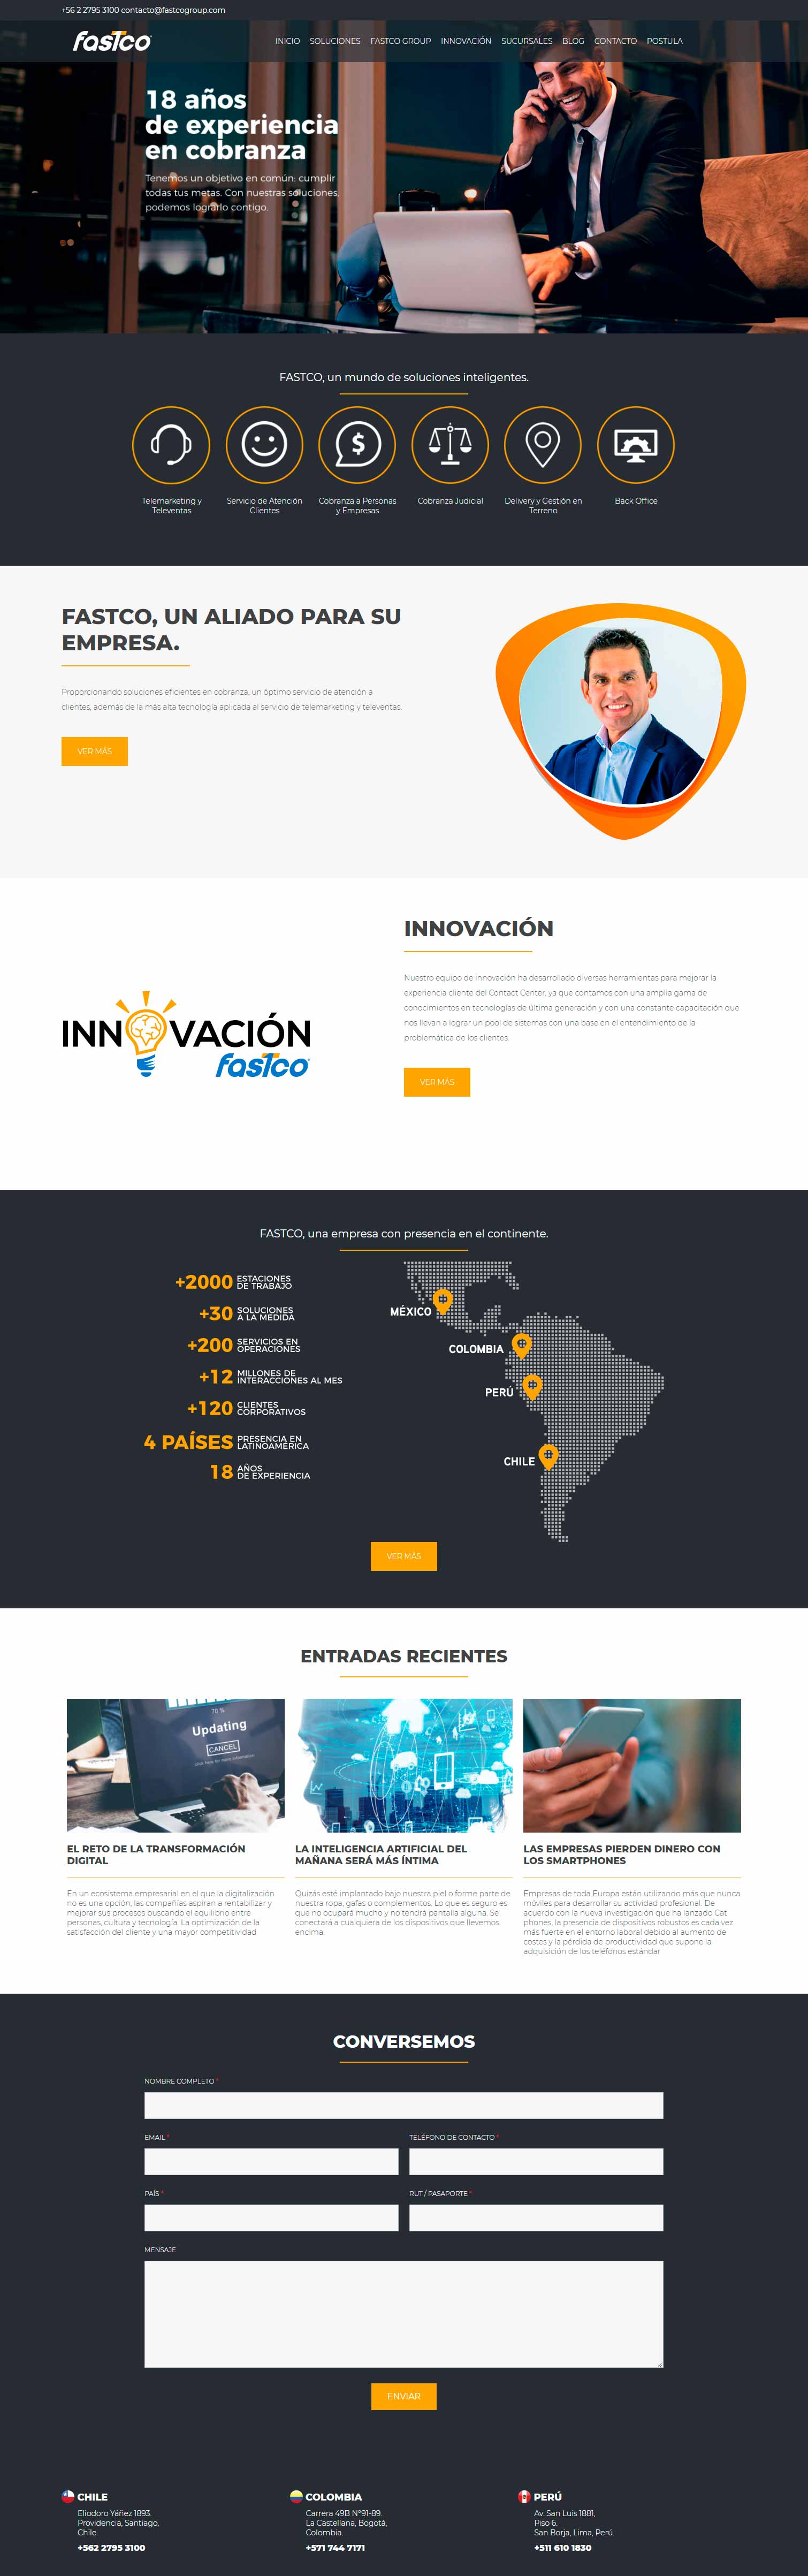 +56 2 2795 3100 contacto@fastcogroup.com
fasTco
INICIO SOLUCIONES FASTCO GROUP INNOVACIÓN SUCURSALES BLOG CONTACTO POSTULA
18 años
de experiencia
en cobranza
Tenemos un objetivo en común: cumplir
todas tus metas. Con nuestras soluciones,
podemos lograrlo contigo.
FASTCO, un mundo de soluciones inteligentes.
Telemarketing y
Televentas
Servicio de Atención
Clientes
$
Cobranza a Personas
y Empresas
Cobranza Judicial
Delivery y Gestión en
Terreno
Back Office
FASTCO, UN ALIADO PARA SU
EMPRESA.
Proporcionando soluciones eficientes en cobranza, un óptimo servicio de atención a
clientes, además de la más alta tecnología aplicada al servicio de telemarketing y televentas.
VER MÁS
INNOVACIÓN
fasTco
INNOVACIÓN
Nuestro equipo de innovación ha desarrollado diversas herramientas para mejorar la
experiencia cliente del Contact Center, ya que contamos con una amplia gama de
conocimientos en tecnologías de última generación y con una constante capacitación que
nos llevan a lograr un pool de sistemas con una base en el entendimiento de la
problemática de los clientes.
VER MÁS
FASTCO, una empresa con presencia en el continente.
+2000 ESTACIONES
DE TRABAJO
+30 SOLUCIONES
A LA MEDIDA
+200 SERVICIOS EN
OPERACIONES
+12 MILLONES DE
INTERACCIONES AL MES
+120 CLIENTES
CORPORATIVOS
4 PAÍSES PRESENCIA EN
LATINOAMÉRICA
18 AÑOS
DE EXPERIENCIA
MÉXICO
COLOMBIA
PERÚ
CHILE
VER MÁS
ENTRADAS RECIENTES
70 %
Updating
CANCEL
EL RETO DE LA TRANSFORMACIÓN
DIGITAL
En un ecosistema empresarial en el que la digitalización
no es una opción, las compañías aspiran a rentabilizar y
mejorar sus procesos buscando el equilibrio entre
personas, cultura y tecnología. La optimización de la
satisfacción del cliente y una mayor competitividad
LA INTELIGENCIA ARTIFICIAL DEL
MAÑANA SERÁ MÁS ÍNTIMA
Quizás esté implantado bajo nuestra piel o forme parte de
nuestra ropa, gafas o complementos. Lo que es seguro es
que no ocupará mucho y no tendrá pantalla alguna. Se
conectará a cualquiera de los dispositivos que llevemos
encima.
LAS EMPRESAS PIERDEN DINERO CON
LOS SMARTPHONES
Empresas de toda Europa están utilizando más que nunca
móviles para desarrollar su actividad profesional. De
acuerdo con la nueva investigación que ha lanzado Cat
phones, la presencia de dispositivos robustos es cada vez
más fuerte en el entorno laboral debido al aumento de
costes y la pérdida de productividad que supone la
adquisición de los teléfonos estándar
CONVERSEMOS
NOMBRE COMPLETO *
EMAIL * TELÉFONO DE CONTACTO *
PAÍS * RUT / PASAPORTE *
MENSAJE
ENVIAR
CHILE
Eliodoro Yáñez 1893.
Providencia, Santiago,
Chile.
+562 2795 3100
COLOMBIA
Carrera 49B N°91-89.
La Castellana, Bogotá,
Colombia.
+571 744 7171
PERÚ
Av. San Luis 1881,
Piso 6.
San Borja, Lima, Perú.
+511 610 1830